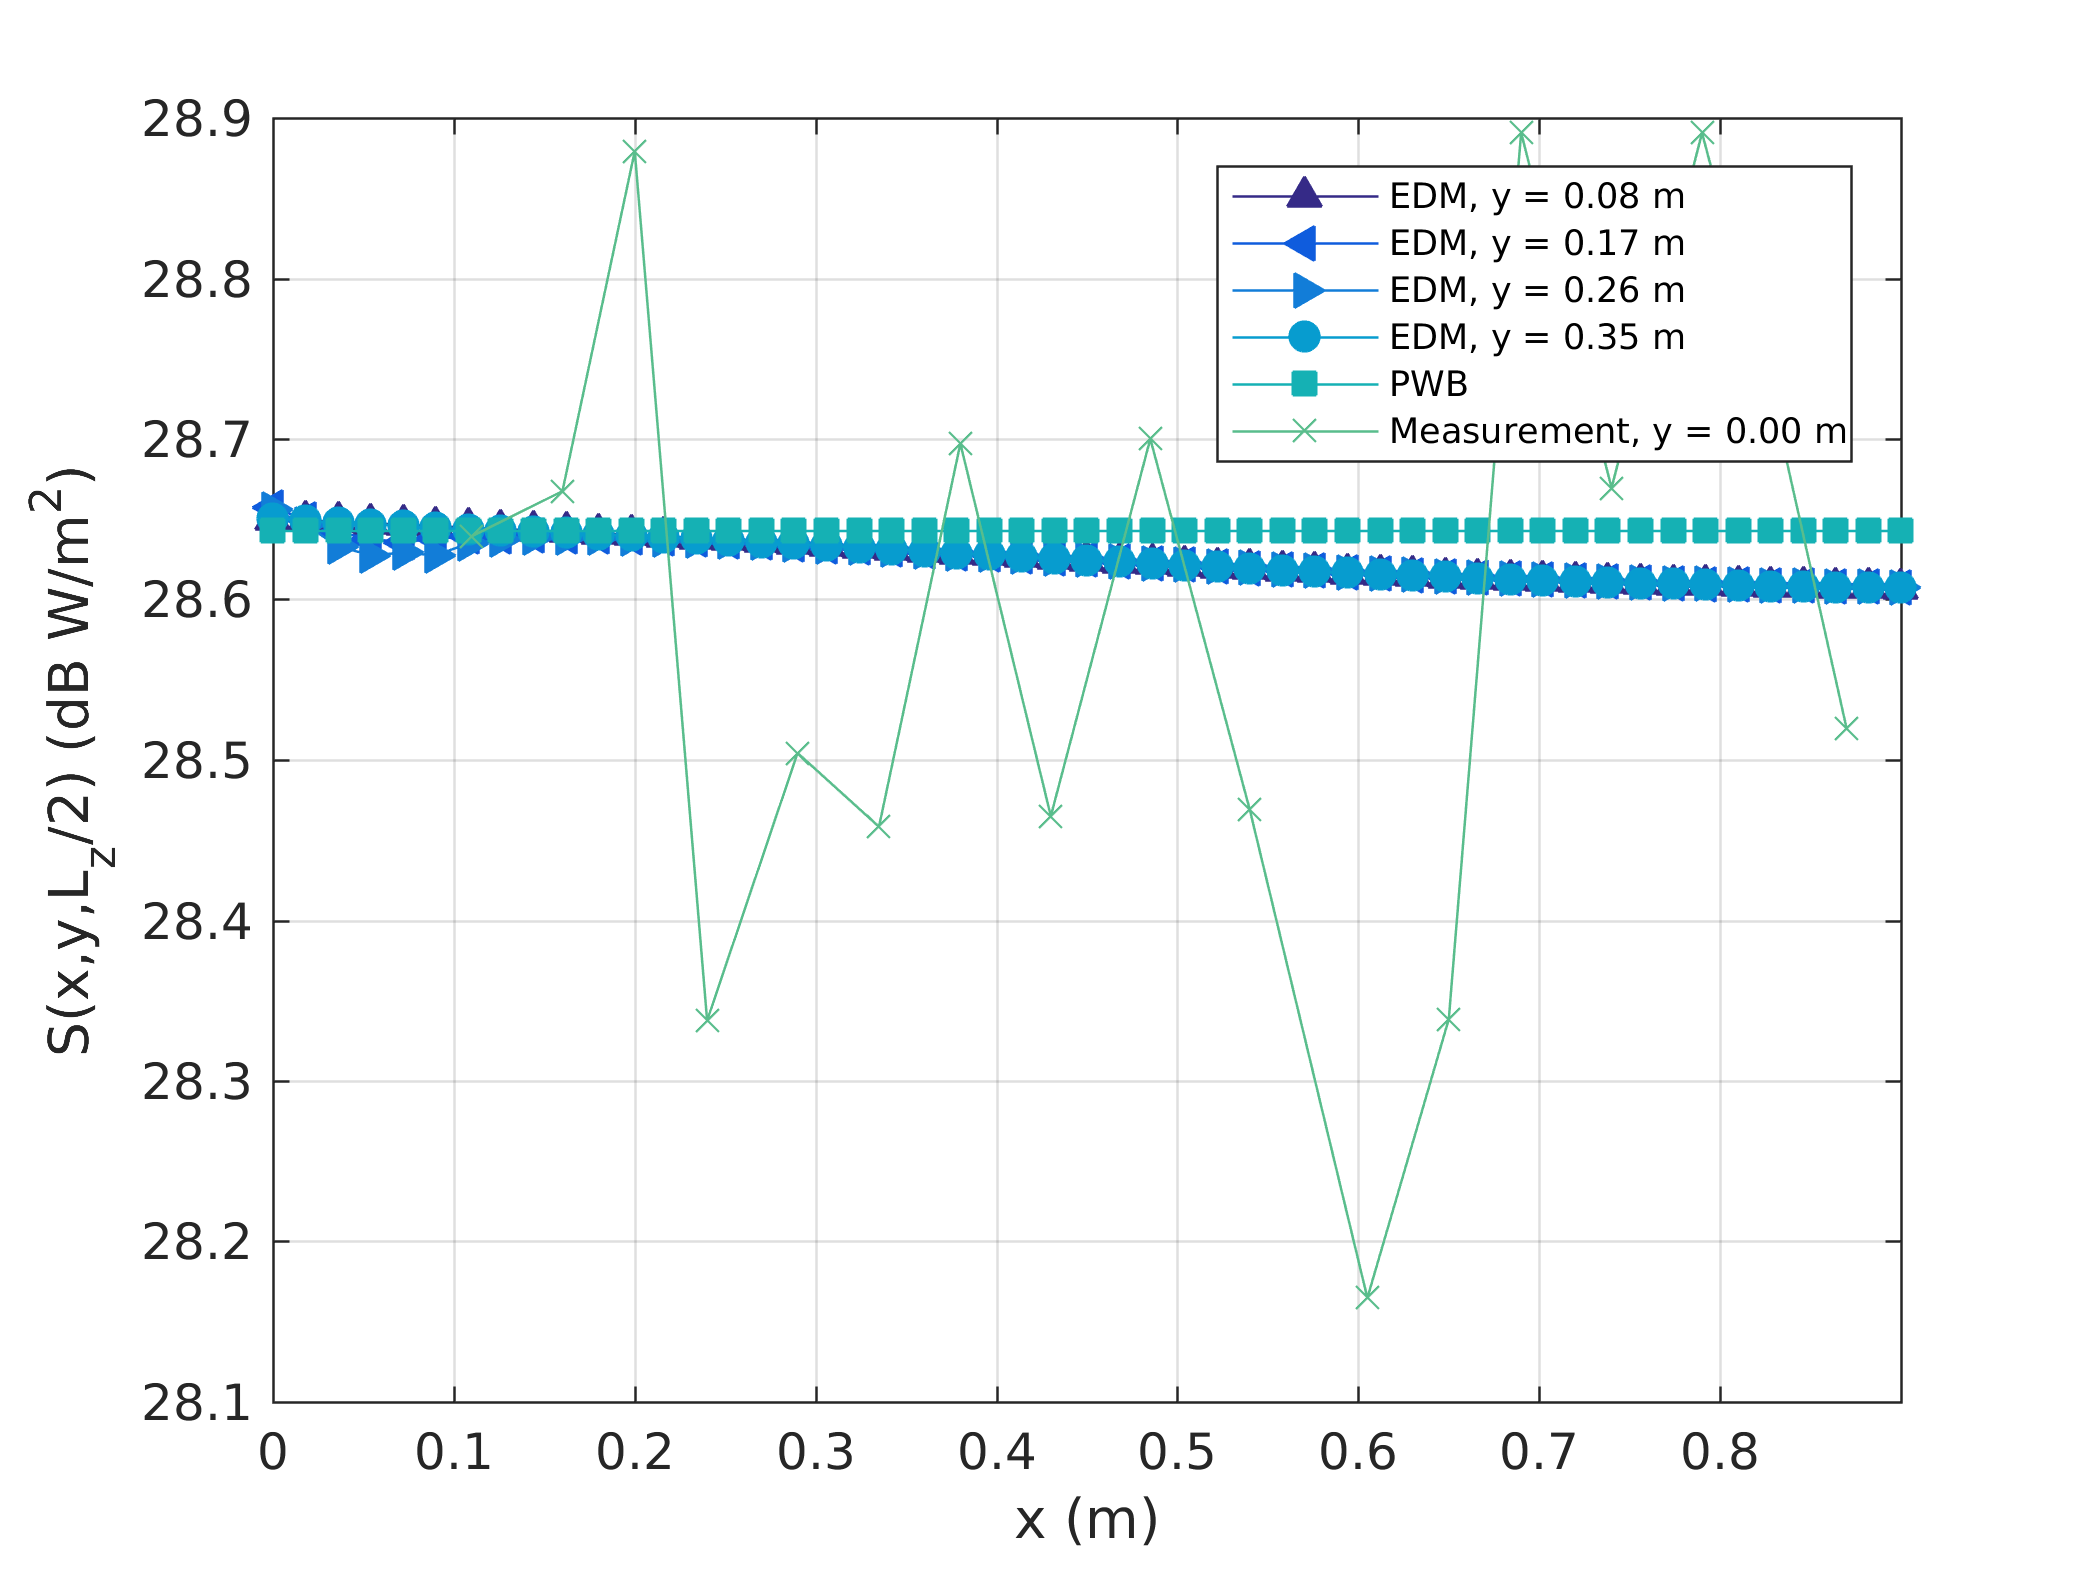 28.9
28.8
28.7
28.6
28.5
28.4
28.3
28.2
28.1
0 0.1 0.2 0.3 0.4 0.5 0.6 0.7 0.8
x (m)
S(x,y,L_z/2) (dB W/m²)
EDM, y = 0.08 m
EDM, y = 0.17 m
EDM, y = 0.26 m
EDM, y = 0.35 m
PWB
Measurement, y = 0.00 m